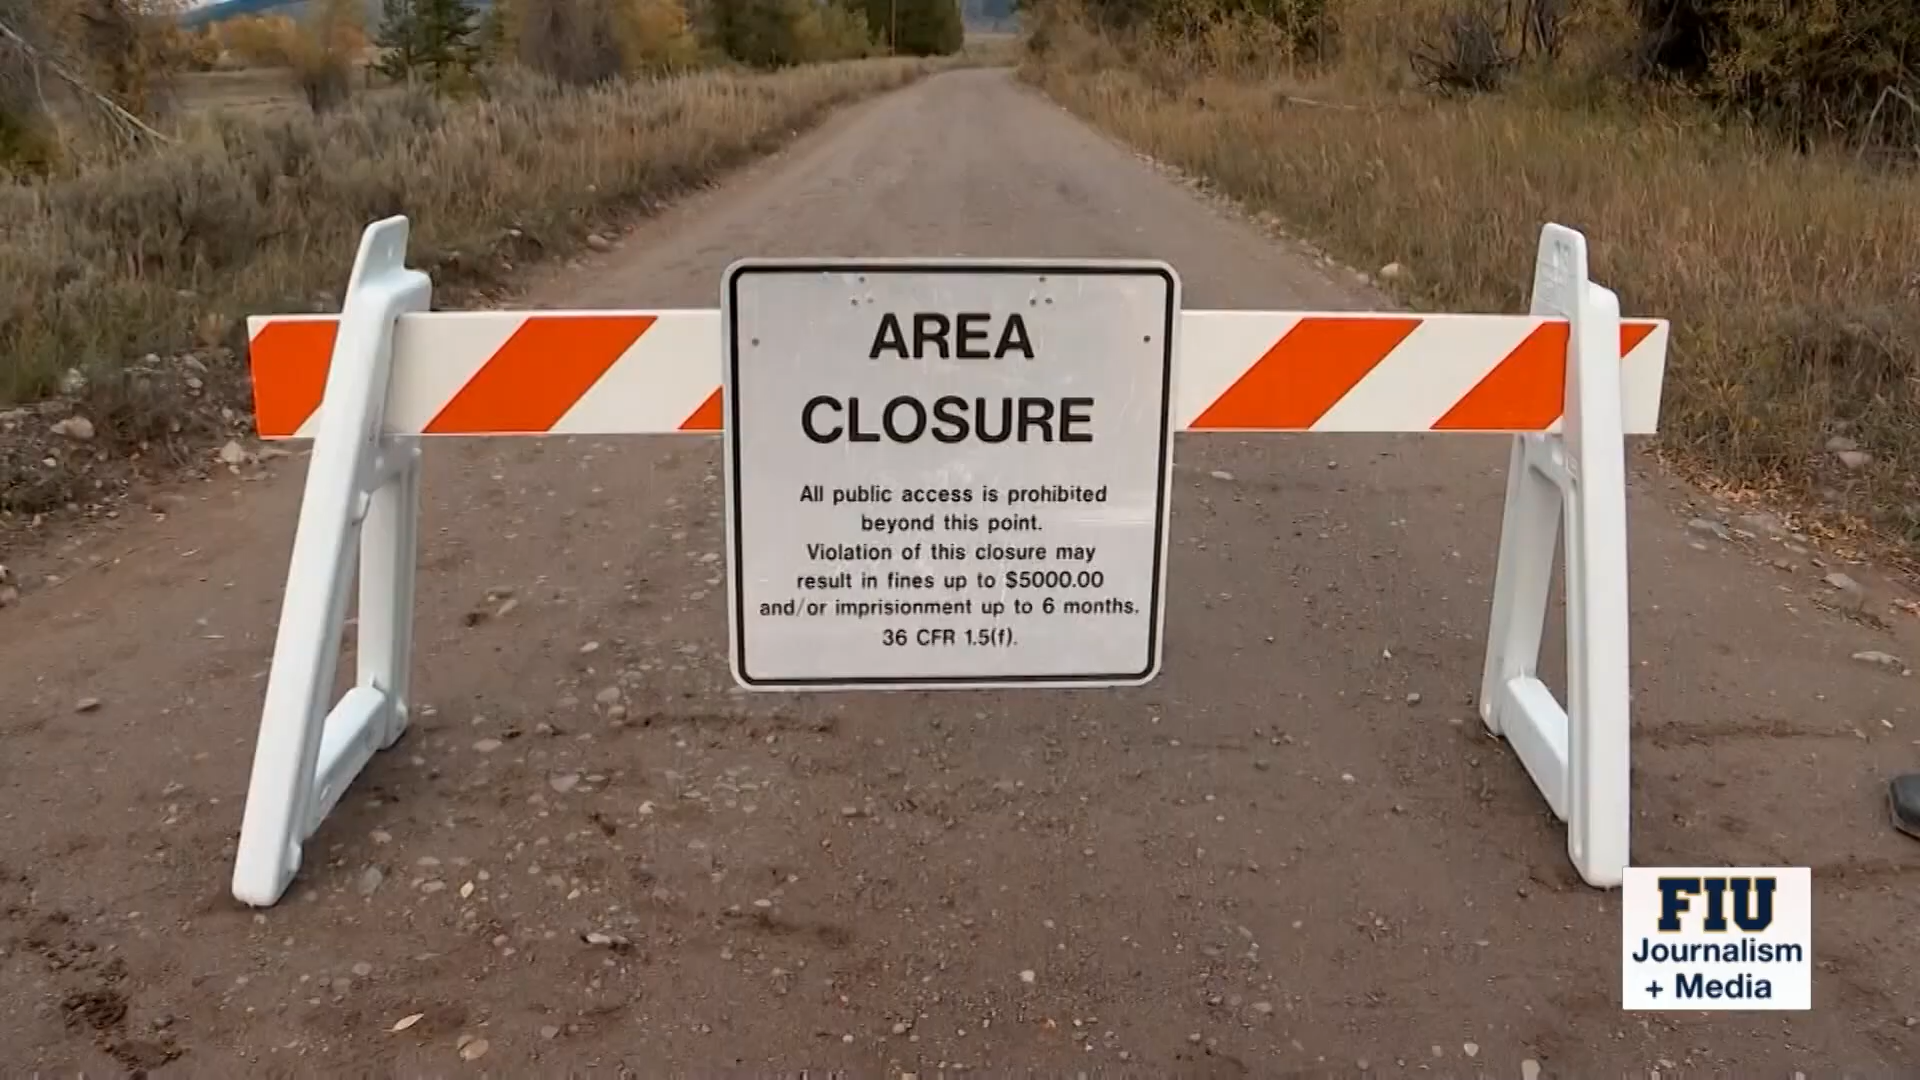 AREA
CLOSURE
All public access is prohibited
beyond this point.
Violation of this closure may
result in fines up to $5000.00
and/or imprisionment up to 6 months.
36 CFR 1.5(f).
FIU
Journalism
+ Media